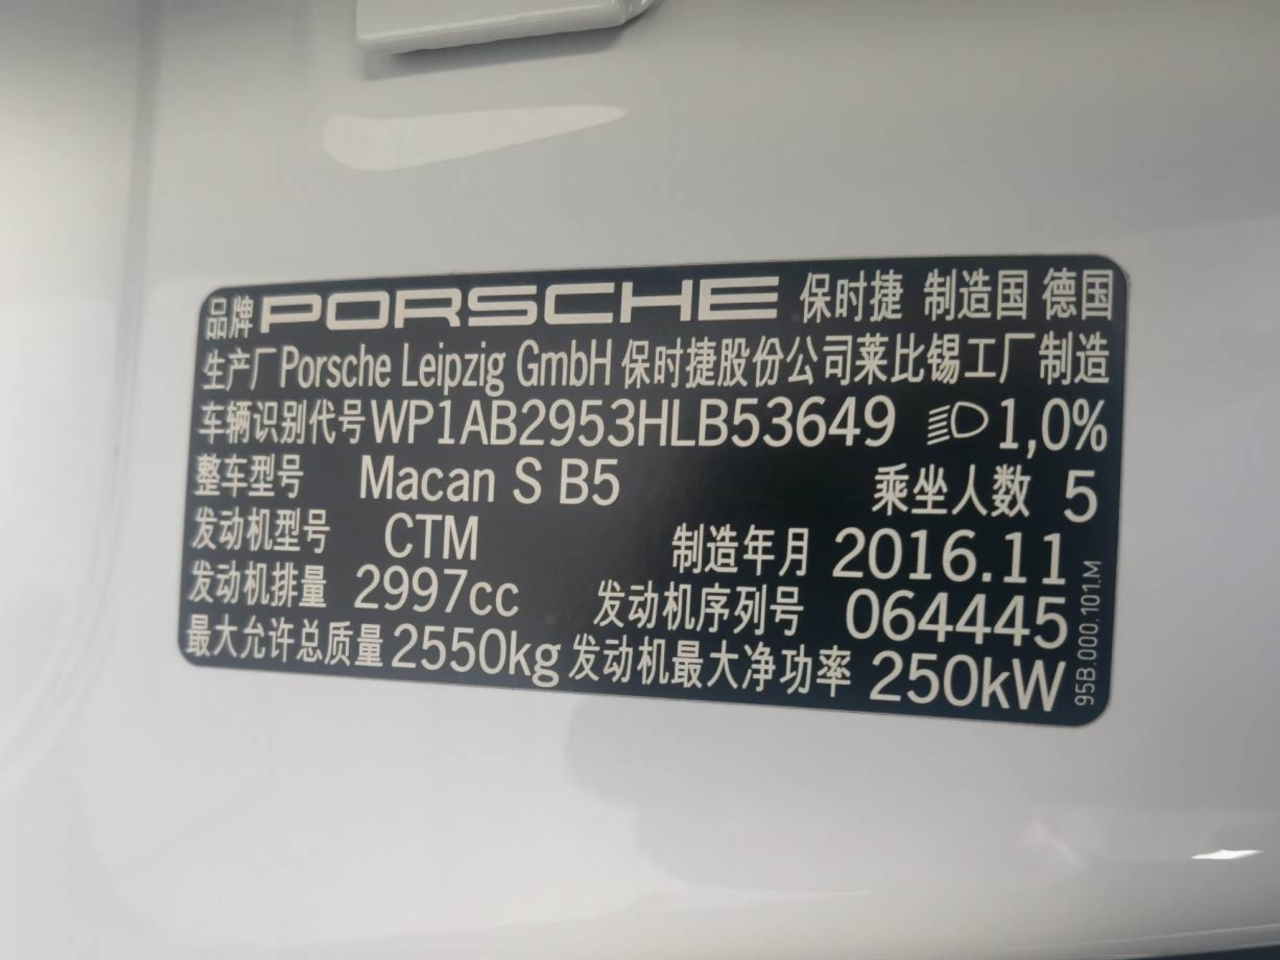 品牌 PORSCHE 保时捷 制造国 德国
生产厂 Porsche Leipzig GmbH 保时捷股份公司莱比锡工厂制造
车辆识别代号 WP1AB2953HLB53649 1,0%
整车型号 Macan S B5 乘坐人数 5
发动机型号 CTM 制造年月 2016.11
发动机排量 2997cc 发动机序列号 064445
最大允许总质量 2550kg 发动机最大净功率 250kW
95B.000.101.M